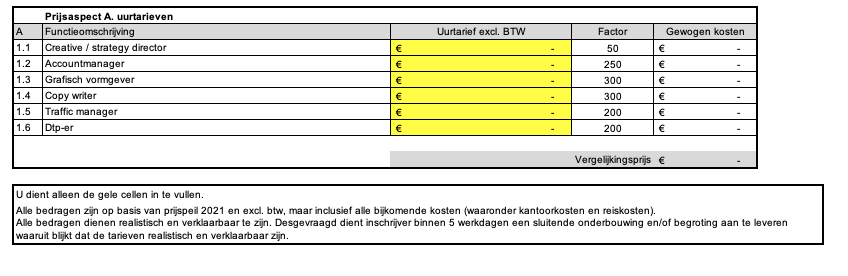 Prijsaspect A. uurtarieven
A Functieomschrijving Uurtarief excl. BTW Factor Gewogen kosten
1.1 Creative / strategy director € - 50 € -
1.2 Accountmanager € - 250 € -
1.3 Grafisch vormgever € - 300 € -
1.4 Copy writer € - 300 € -
1.5 Traffic manager € - 200 € -
1.6 Dtp-er € - 200 € -
Vergelijkingsprijs € -
U dient alleen de gele cellen in te vullen.
Alle bedragen zijn op basis van prijspeil 2021 en excl. btw, maar inclusief alle bijkomende kosten (waaronder kantoorkosten en reiskosten).
Alle bedragen dienen realistisch en verklaarbaar te zijn. Desgevraagd dient inschrijver binnen 5 werkdagen een sluitende onderbouwing en/of begroting aan te leveren
waaruit blijkt dat de tarieven realistisch en verklaarbaar zijn.